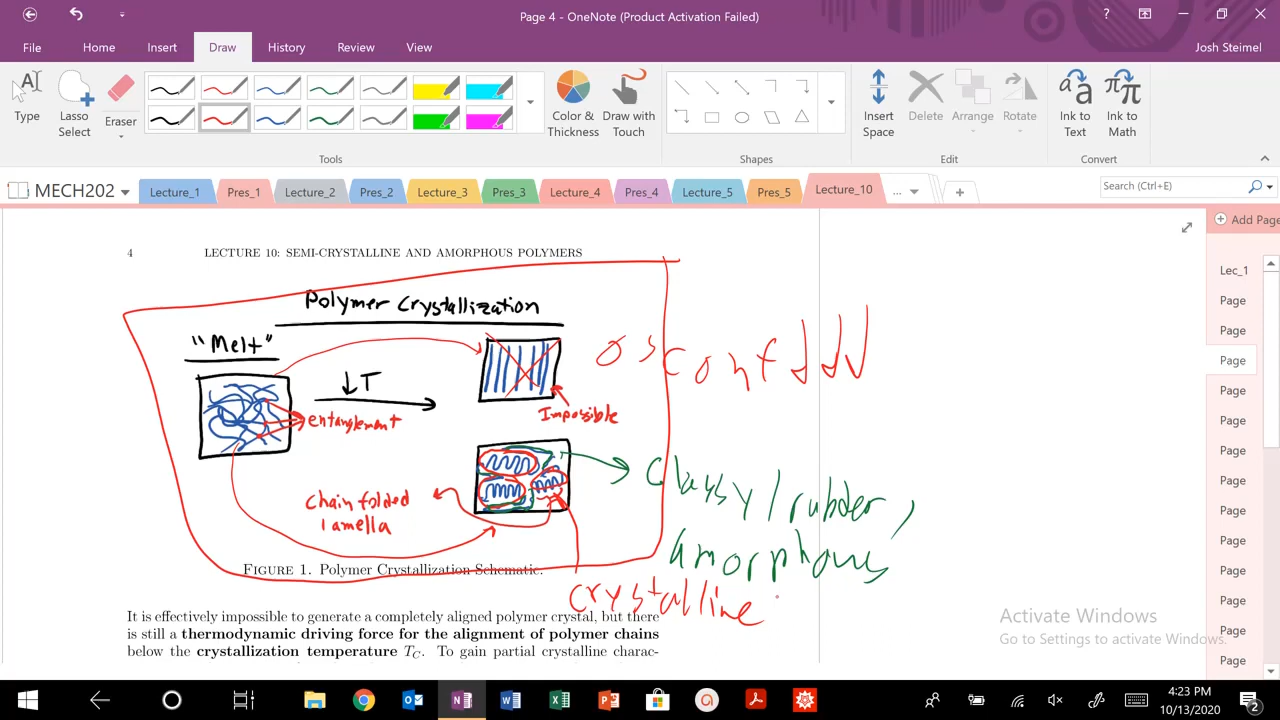 Page 4 - OneNote (Product Activation Failed)
?
File
Home
Insert
Draw
History
Review
View
Josh Steimel
Type
Lasso Select
Eraser
Color & Thickness
Draw with Touch
Insert Space
Delete
Arrange
Rotate
Ink to Text
Ink to Math
Tools
Shapes
Edit
Convert
MECH202
Lecture_1
Pres_1
Lecture_2
Pres_2
Lecture_3
Pres_3
Lecture_4
Pres_4
Lecture_5
Pres_5
Lecture_10
...
Search (Ctrl+E)
Add Page
4 LECTURE 10: SEMI-CRYSTALLINE AND AMORPHOUS POLYMERS
Polymer Crystallization
"Melt"
↓T
entanglement
Impossible
Chain folded
lamella
glassy/rubber,
amorphous
crystalline
FIGURE 1. Polymer Crystallization Schematic.
It is effectively impossible to generate a completely aligned polymer crystal, but there
is still a thermodynamic driving force for the alignment of polymer chains
below the crystallization temperature T_C. To gain partial crystalline charac-
Lec_1
Page
Page
Page
Page
Page
Page
Page
Page
Page
Page
Page
Page
Page
Activate Windows
Go to Settings to activate Windows.
4:23 PM
10/13/2020
2